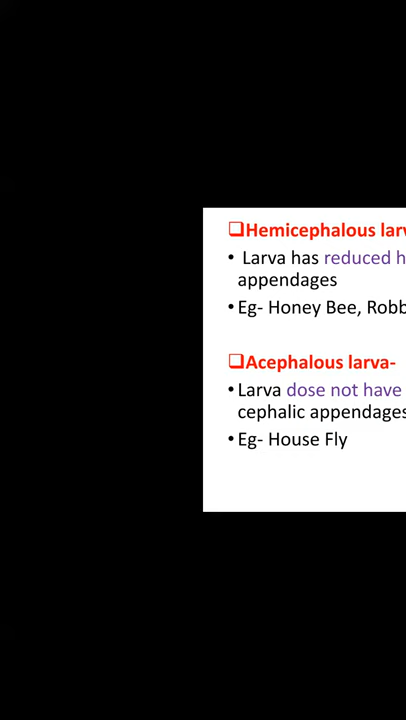 ❑Hemicephalous larv
• Larva has reduced h
appendages
• Eg- Honey Bee, Robb
❑Acephalous larva-
• Larva dose not have
cephalic appendages
• Eg- House Fly